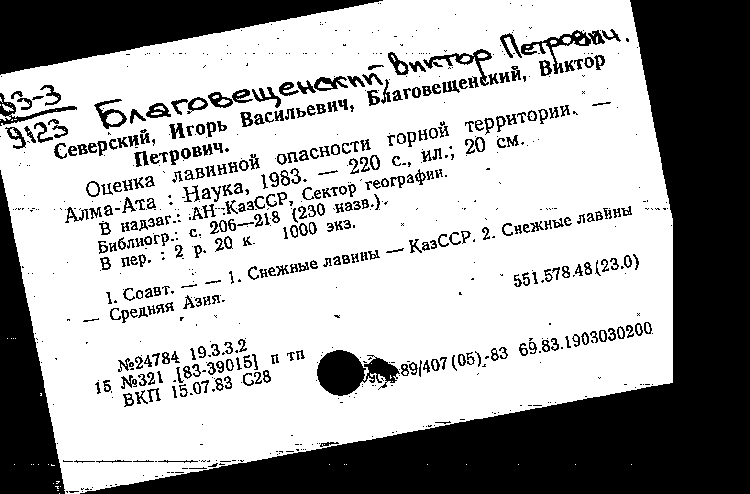 83-3
9123
Благовещенский, Виктор Петрович.
Северский, Игорь Васильевич, Благовещенский, Виктор
Петрович.
Оценка лавинной опасности горной территории. —
Алма-Ата : Наука, 1983. — 220 с., ил.; 20 см.
В надзаг.: АН КазССР, Сектор географии.
Библиогр.: с. 206—218 (230 назв.).
В пер. : 2 р. 20 к. 1000 экз.
1. Соавт. — — 1. Снежные лавины — КазССР. 2. Снежные лавины
— Средняя Азия.
551.578.48(23.0)
№24784 19.3.3.2
15 №321 [83-39015] п тп
ВКП 15.07.83 С28
89/407(05)-83 69.83.1903030200